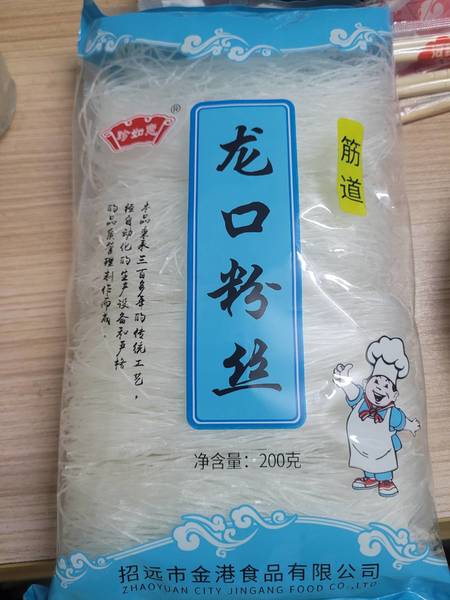 珍如意
®
龙口粉丝
筋道
本品秉承三百多年的传统工艺，
经自动化的生产设备和严格
的品质管理制作而成。
净含量：200克
招远市金港食品有限公司
ZHAOYUAN CITY JINGANG FOOD CO.,LTD